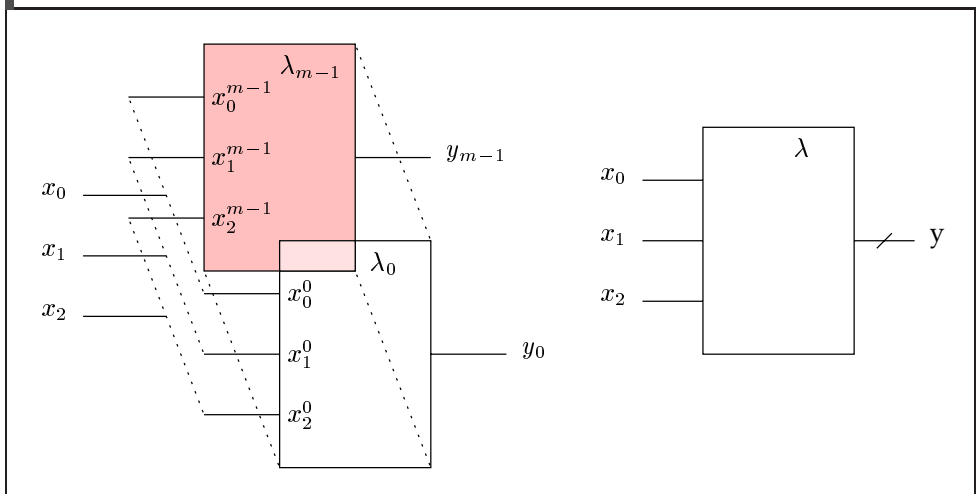 λ_{m−1}
x_0^{m−1}
x_1^{m−1}
y_{m−1}
x_0
x_2^{m−1}
x_1
λ_0
x_0^0
x_2
x_1^0
y_0
x_2^0
λ
x_0
x_1
y
x_2